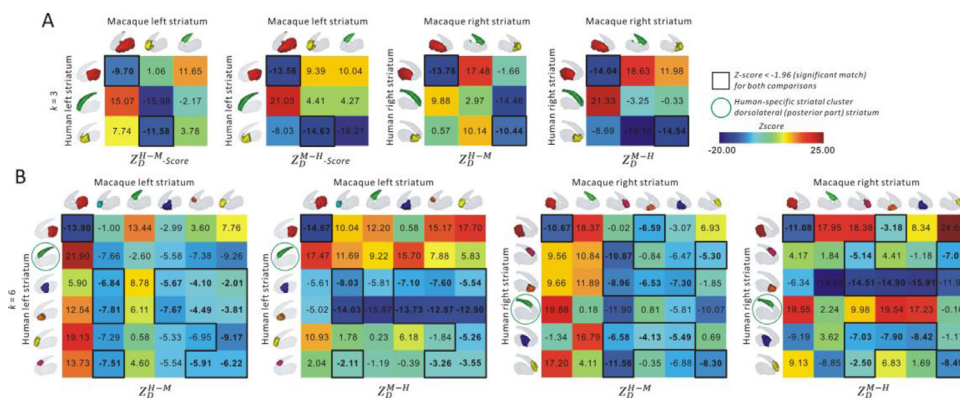 A
Macaque left striatum
Macaque left striatum
Macaque right striatum
Macaque right striatum
Human left striatum
Human left striatum
Human right striatum
Human right striatum
k = 3
-9.70 1.06 11.65
15.07 -15.98 -2.17
7.74 -11.58 3.78
-13.56 9.39 10.04
21.03 4.41 4.27
-8.03 -14.63 -16.21
-13.78 17.48 -1.66
9.88 2.97 -14.46
0.57 10.14 -10.44
-14.04 18.63 11.98
21.33 -3.25 -0.33
-8.69 -14.54
Z_D^{H-M}-Score
Z_D^{M-H}-Score
Z_D^{H-M}
Z_D^{M-H}
Z-score < -1.96 (significant match)
for both comparisons
Human-specific striatal cluster
dorsolateral (posterior part) striatum
Zscore
-20.00 25.00
B
Macaque left striatum
Macaque left striatum
Macaque right striatum
Macaque right striatum
Human left striatum
Human left striatum
Human right striatum
Human right striatum
k = 6
-13.90 -1.00 13.44 -2.99 3.60 7.76
21.90 -7.66 -2.60 -5.58 -7.38 -9.26
5.90 -6.84 8.78 -5.67 -4.10 -2.01
12.54 -7.81 6.11 -7.67 -4.49 -3.81
19.13 -7.29 0.58 -5.33 -6.95 -9.17
13.73 -7.51 4.60 -5.54 -5.91 -6.22
-14.67 10.04 12.20 0.58 15.17 17.70
17.47 11.69 9.22 15.70 7.88 5.83
-5.61 -8.03 -5.81 -7.10 -7.60 -5.54
-5.02 -14.03 -15.87 -13.73 -12.97 -12.90
10.93 1.78 0.23 6.18 -1.84 -5.26
2.04 -2.11 -1.19 -0.39 -3.26 -3.55
-10.67 18.37 -0.02 -6.59 -3.07 6.93
9.56 10.84 -10.87 -0.84 -6.47 -5.30
9.66 11.89 -8.96 -6.53 -7.30 -1.85
19.88 0.18 -11.90 0.81 -5.81 -10.07
-1.34 16.79 -6.58 -4.13 -5.49 0.69
17.20 4.11 -11.56 -0.35 -6.88 -8.30
-11.08 17.95 18.38 -3.18 8.34
4.17 1.84 -5.14 4.41 -1.18
-6.34 -14.51 -14.90 -15.91
19.55 2.24 9.98 19.54 17.23
-9.19 3.62 -7.03 -7.90 -8.42
9.13 -8.85 -2.50 6.83 1.69
Z_D^{H-M}
Z_D^{M-H}
Z_D^{H-M}
Z_D^{M-H}